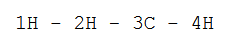 1H – 2H – 3C – 4H